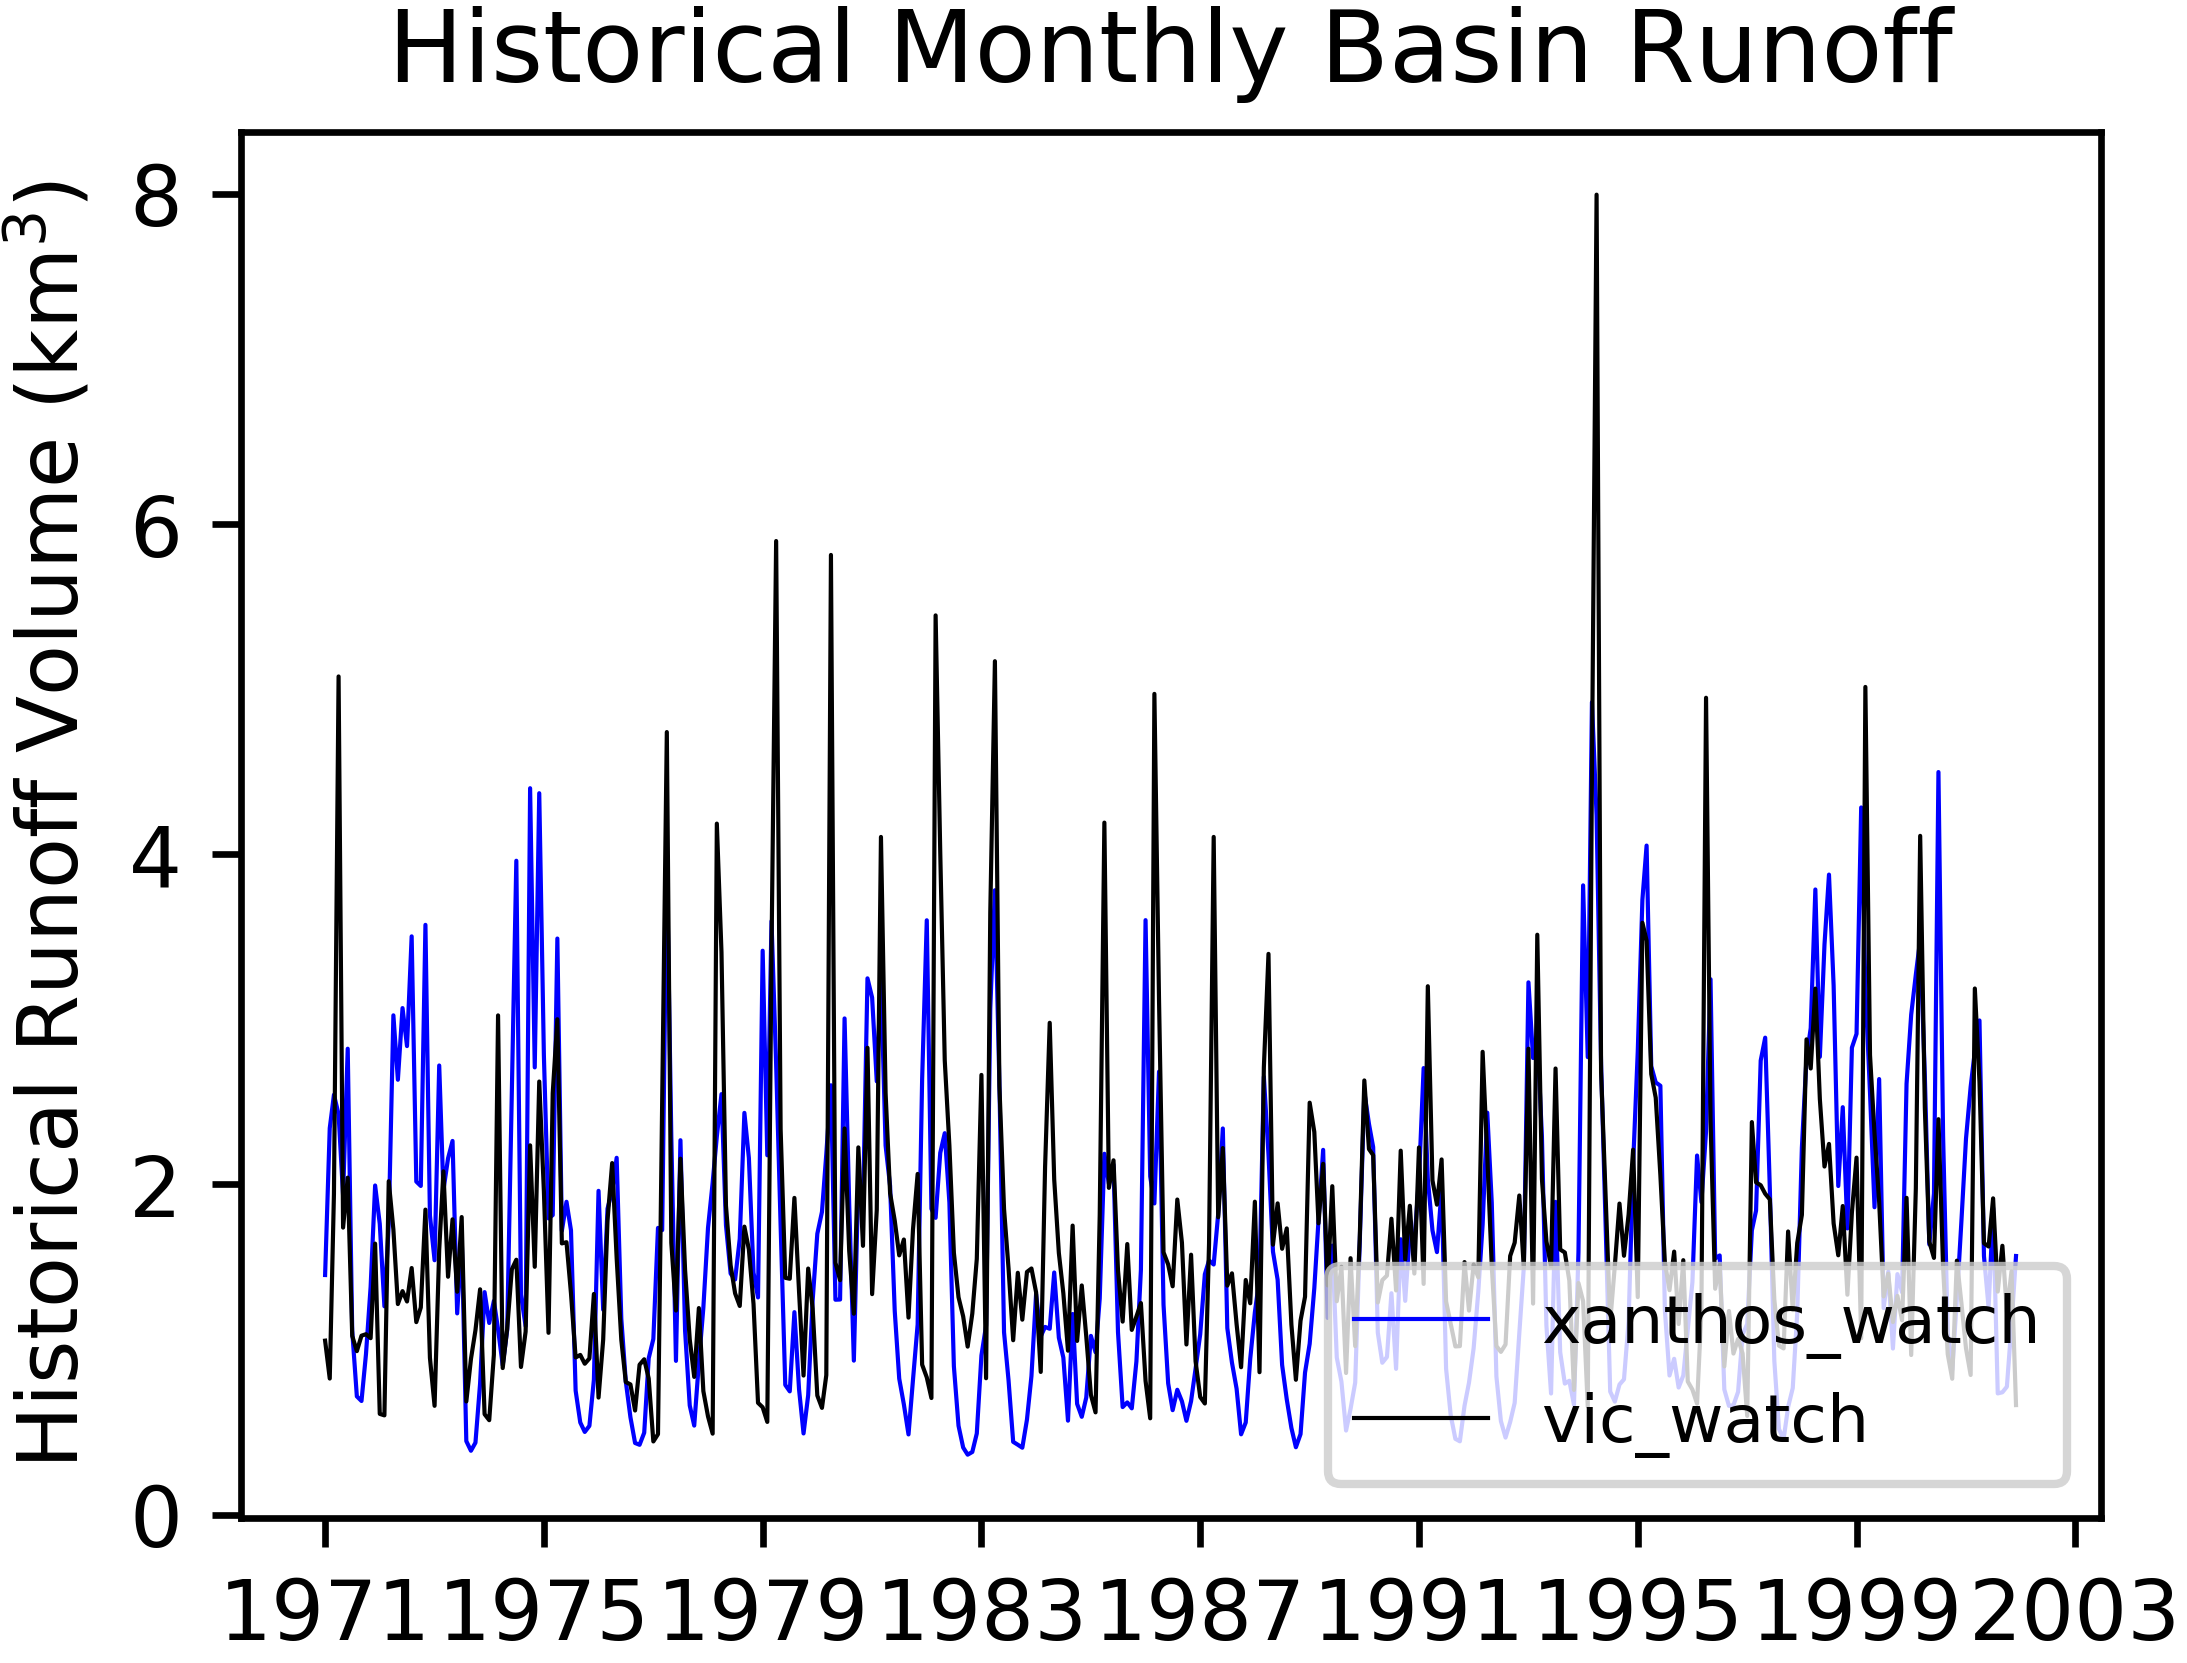 Historical Monthly Basin Runoff
Historical Runoff Volume (km³)
8
6
4
2
0
xanthos_watch
vic_watch
1971 1975 1979 1983 1987 1991 1995 1999 2003